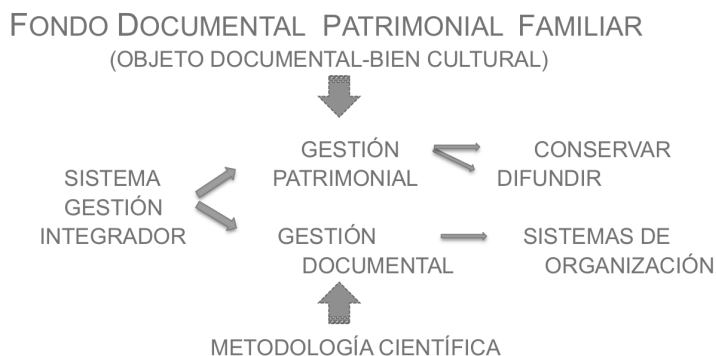 FONDO DOCUMENTAL PATRIMONIAL FAMILIAR
(OBJETO DOCUMENTAL-BIEN CULTURAL)
GESTIÓN
PATRIMONIAL
CONSERVAR
DIFUNDIR
SISTEMA
GESTIÓN
INTEGRADOR
GESTIÓN
DOCUMENTAL
SISTEMAS DE
ORGANIZACIÓN
METODOLOGÍA CIENTÍFICA